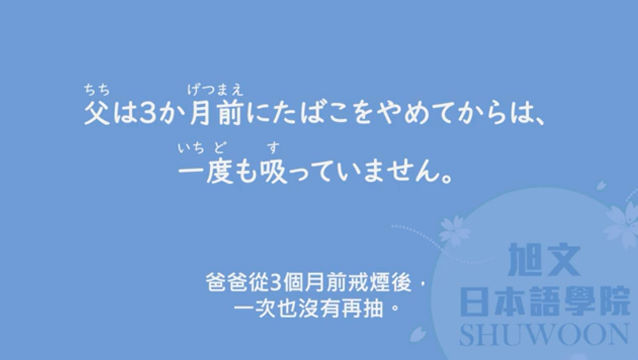 ちち げつまえ
父は3か月前にたばこをやめてからは、
いちど す
一度も吸っていません。
爸爸從3個月前戒煙後，
一次也沒有再抽。
旭文
日本語學院
SHUWOON